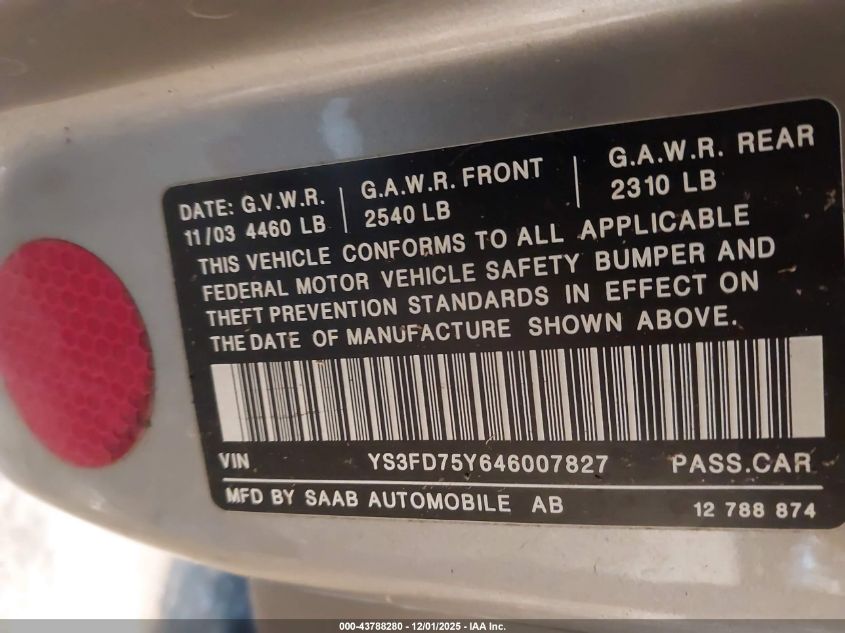 DATE: G.V.W.R. G.A.W.R. FRONT G.A.W.R. REAR
11/03 4460 LB 2540 LB 2310 LB
THIS VEHICLE CONFORMS TO ALL APPLICABLE
FEDERAL MOTOR VEHICLE SAFETY BUMPER AND
THEFT PREVENTION STANDARDS IN EFFECT ON
THE DATE OF MANUFACTURE SHOWN ABOVE.
VIN YS3FD75Y646007827 PASS.CAR
MFD BY SAAB AUTOMOBILE AB 12 788 874
000-43788280 - 12/01/2025 - IAA Inc.